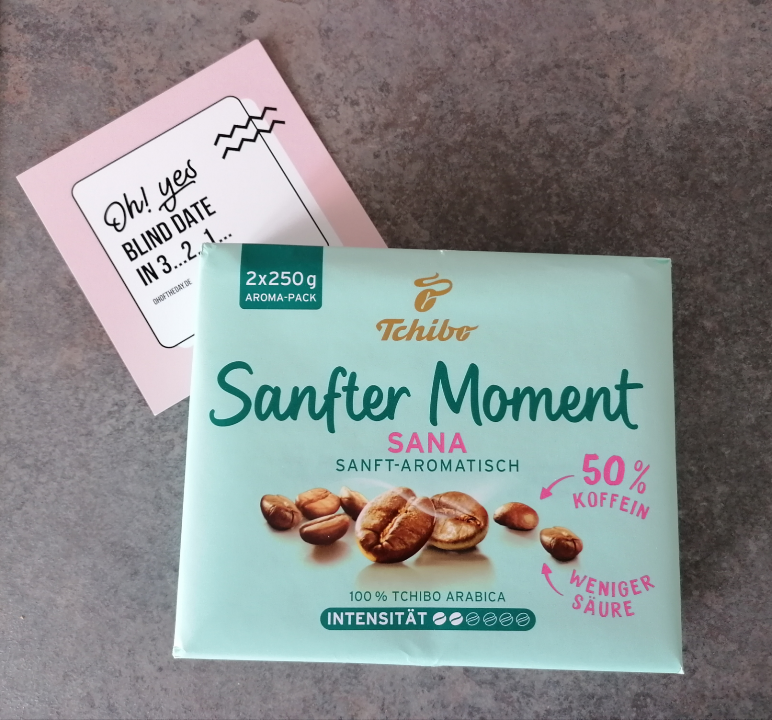 Oh! yes
BLIND DATE
IN 3...2...1...
OHOFTHEDAY.DE
2x250g
AROMA-PACK
Tchibo
Sanfter Moment
SANA
SANFT-AROMATISCH
50%
KOFFEIN
WENIGER
SÄURE
100 % TCHIBO ARABICA
INTENSITÄT